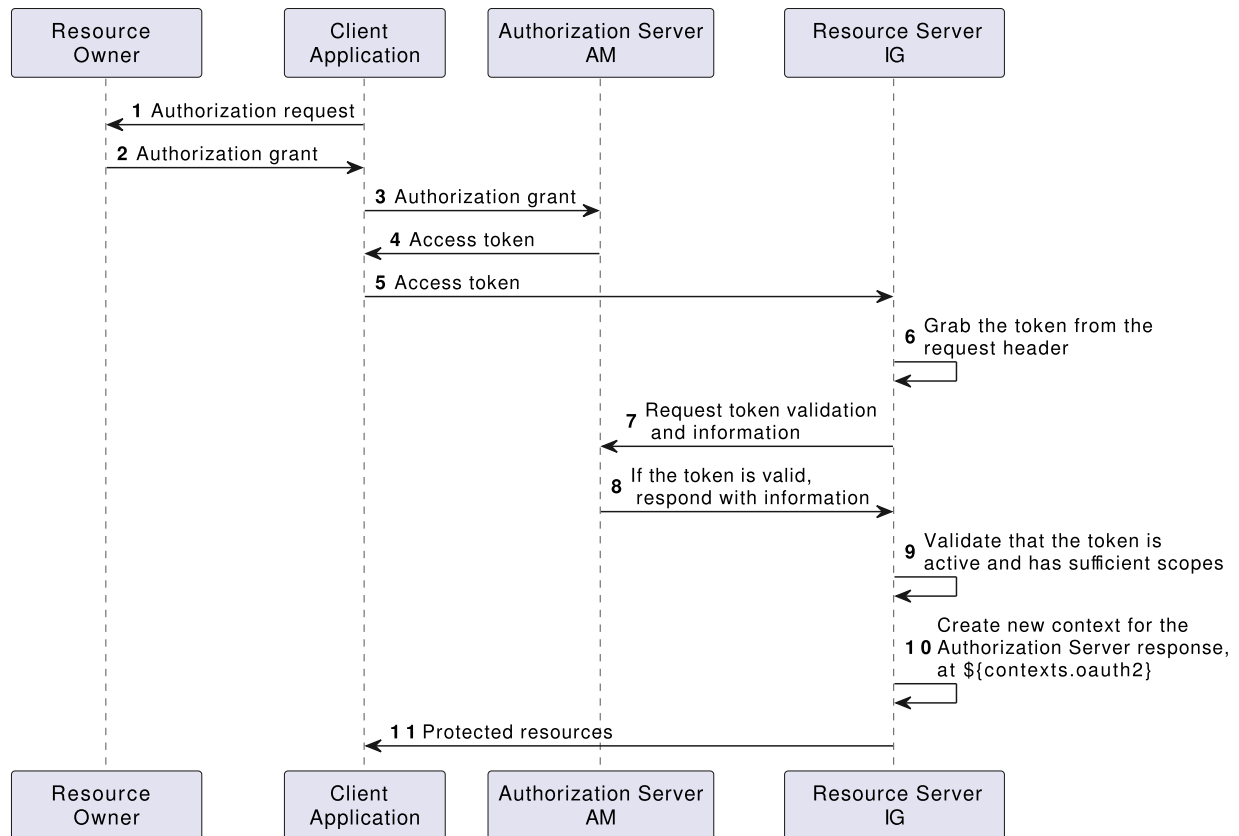 Resource
Owner
Client
Application
Authorization Server
AM
Resource Server
IG
1 Authorization request
2 Authorization grant
3 Authorization grant
4 Access token
5 Access token
6 Grab the token from the
request header
7 Request token validation
and information
8 If the token is valid,
respond with information
9 Validate that the token is
active and has sufficient scopes
Create new context for the
10 Authorization Server response,
at ${contexts.oauth2}
11 Protected resources
Resource
Owner
Client
Application
Authorization Server
AM
Resource Server
IG